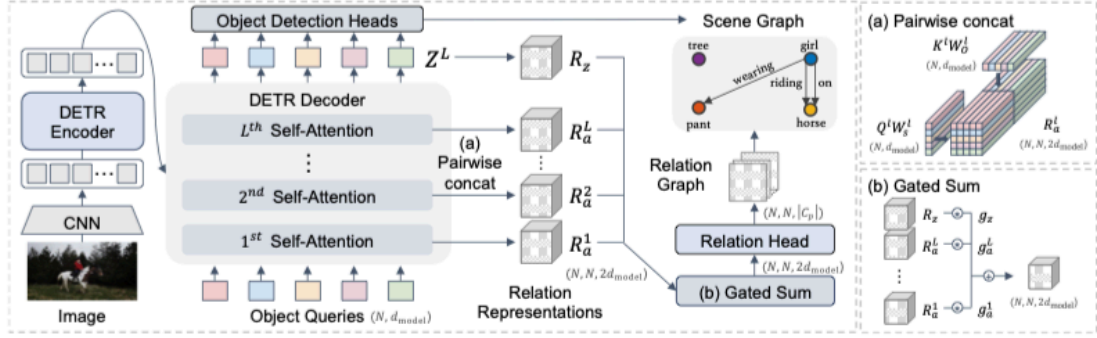 Object Detection Heads
Z^L
R_z
DETR Encoder
DETR Decoder
L^th Self-Attention
⋮
2^nd Self-Attention
1^st Self-Attention
(a) Pairwise concat
R_a^L
⋮
R_a^2
R_a^1
(N, N, 2d_model)
Relation Representations
CNN
Image
Object Queries (N, d_model)
Scene Graph
tree
girl
wearing
riding
on
pant
horse
Relation Graph
(N, N, |C_p|)
Relation Head
(N, N, 2d_model)
(b) Gated Sum
(a) Pairwise concat
K^l W_o^l
(N, d_model)
Q^l W_s^l
(N, d_model)
R_a^l
(N, N, 2d_model)
(b) Gated Sum
R_z g_z
R_a^L g_a^L
⋮
R_a^1 g_a^1
(N, N, 2d_model)